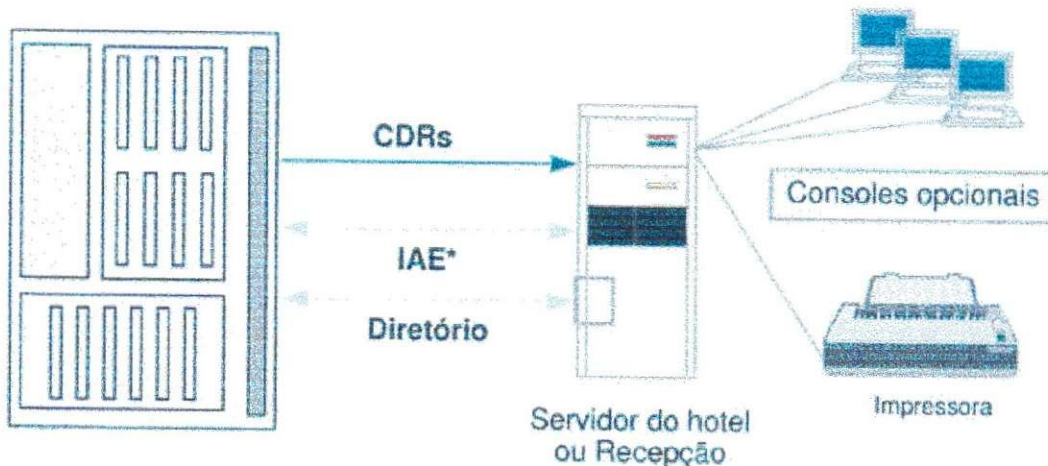 CDRs
IAE*
Diretório
Consoles opcionais
Servidor do hotel
ou Recepção
Impressora